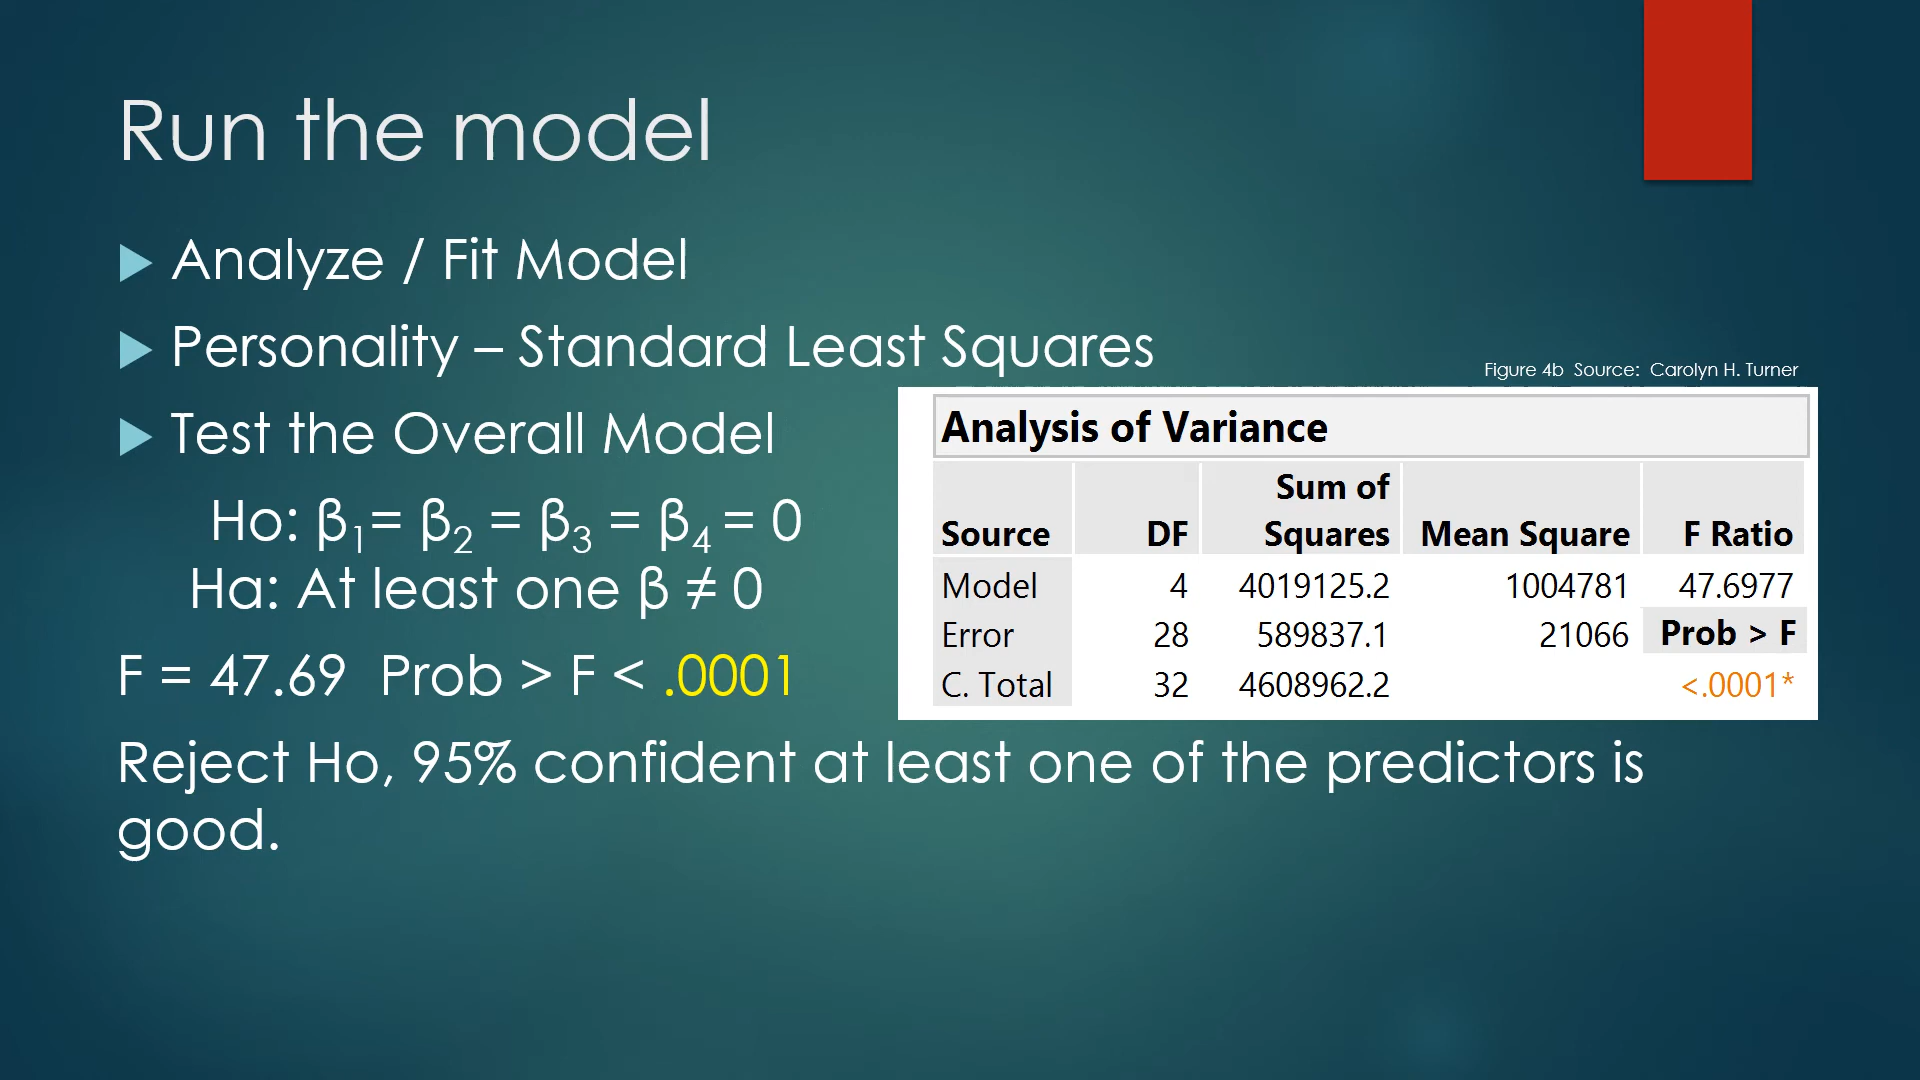 Run the model
Analyze / Fit Model
Personality – Standard Least Squares
Test the Overall Model
Ho: β1= β2 = β3 = β4 = 0
Ha: At least one β ≠ 0
F = 47.69 Prob > F < .0001
Figure 4b Source: Carolyn H. Turner
Analysis of Variance
Source DF Sum of Squares Mean Square F Ratio
Model 4 4019125.2 1004781 47.6977
Error 28 589837.1 21066 Prob > F
C. Total 32 4608962.2 <.0001*
Reject Ho, 95% confident at least one of the predictors is
good.